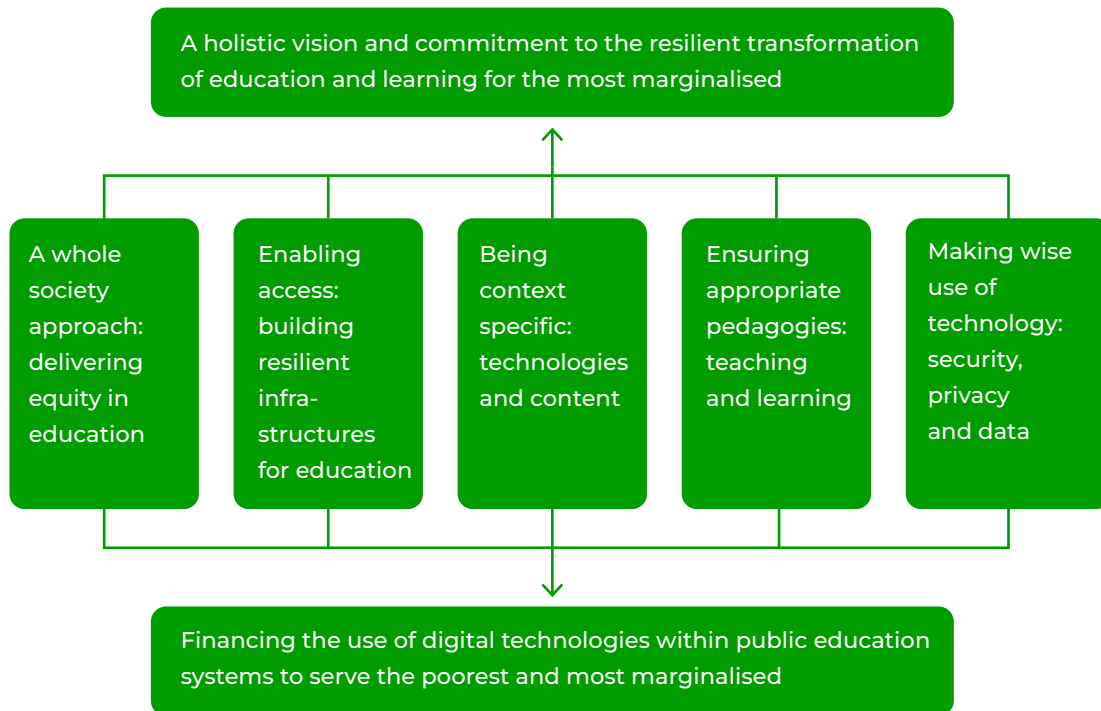 A holistic vision and commitment to the resilient transformation
of education and learning for the most marginalised
A whole
society
approach:
delivering
equity in
education
Enabling
access:
building
resilient
infra-
structures
for education
Being
context
specific:
technologies
and content
Ensuring
appropriate
pedagogies:
teaching
and learning
Making wise
use of
technology:
security,
privacy
and data
Financing the use of digital technologies within public education
systems to serve the poorest and most marginalised